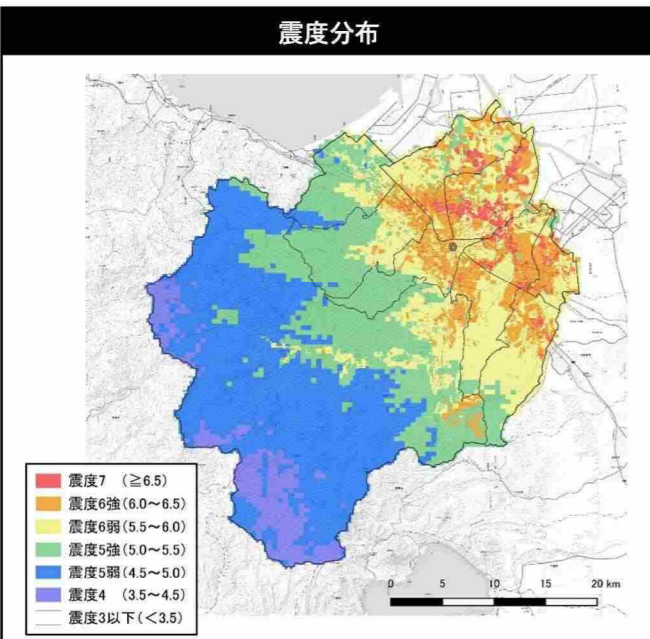 震度分布
震度7 (≧6.5)
震度6強(6.0～6.5)
震度6弱(5.5～6.0)
震度5強(5.0～5.5)
震度5弱(4.5～5.0)
震度4 (3.5～4.5)
震度3以下(<3.5)
0 5 10 15 20 km